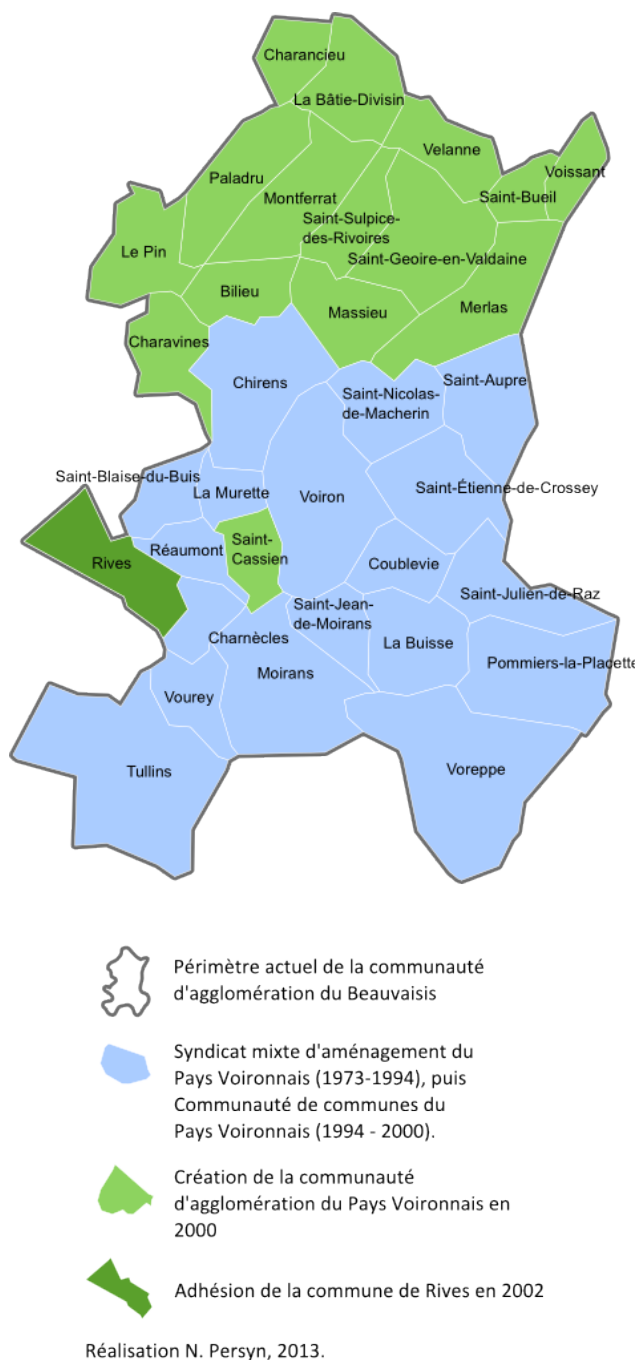 Charancieu
La Bâtie-Divisin
Velanne
Voissant
Paladru
Saint-Bueil
Montferrat
Saint-Sulpice-
des-Rivoires
Le Pin
Saint-Geoire-en-Valdaine
Bilieu
Massieu
Merlas
Charavines
Chirens
Saint-Nicolas-
de-Macherin
Saint-Aupre
Saint-Blaise-du-Buis
La Murette
Voiron
Saint-Étienne-de-Crossey
Rives
Réaumont
Saint-
Cassien
Coublevie
Saint-Julien-de-Raz
Saint-Jean-
de-Moirans
Charnècles
La Buisse
Moirans
Pommiers-la-Placette
Vourey
Tullins
Voreppe
Périmètre actuel de la communauté
d'agglomération du Beauvaisis
Syndicat mixte d'aménagement du
Pays Voironnais (1973-1994), puis
Communauté de communes du
Pays Voironnais (1994 - 2000).
Création de la communauté
d'agglomération du Pays Voironnais en
2000
Adhésion de la commune de Rives en 2002
Réalisation N. Persyn, 2013.